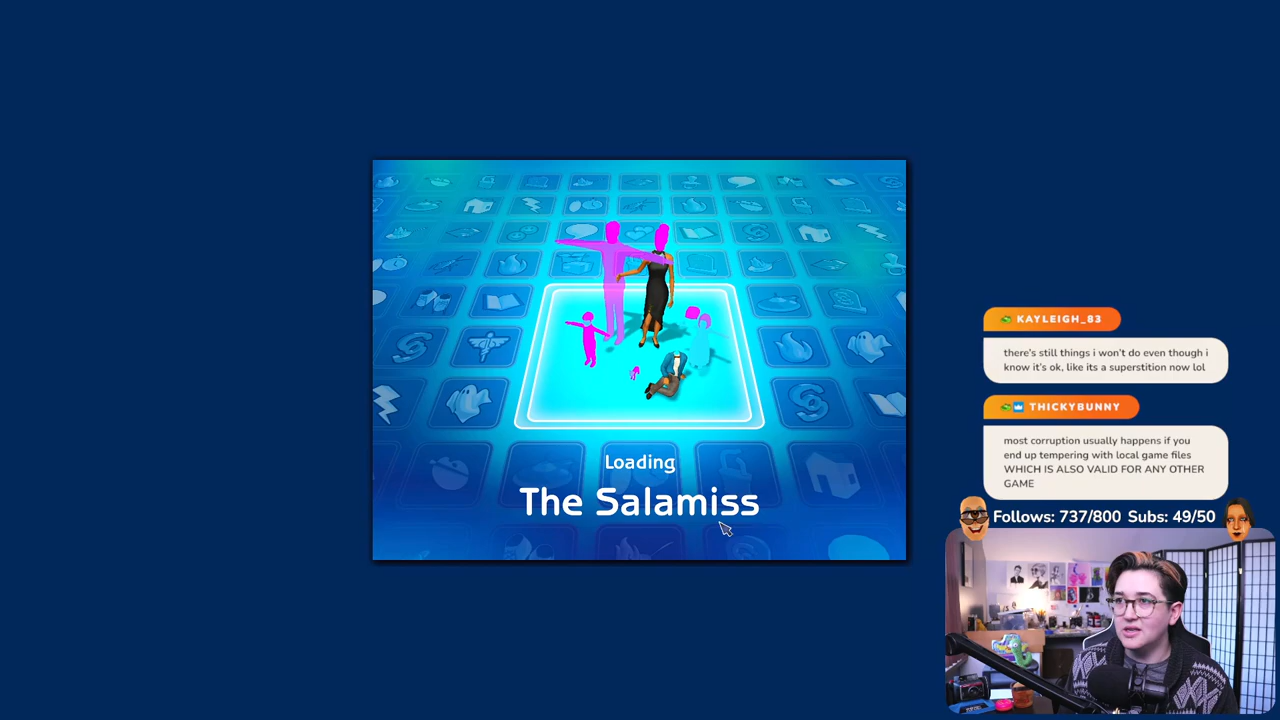 Loading
The Salamiss
KAYLEIGH_83
there's still things i won't do even though i
know it's ok, like its a superstition now lol
THICKYBUNNY
most corruption usually happens if you
end up tempering with local game files
WHICH IS ALSO VALID FOR ANY OTHER
GAME
Follows: 737/800 Subs: 49/50